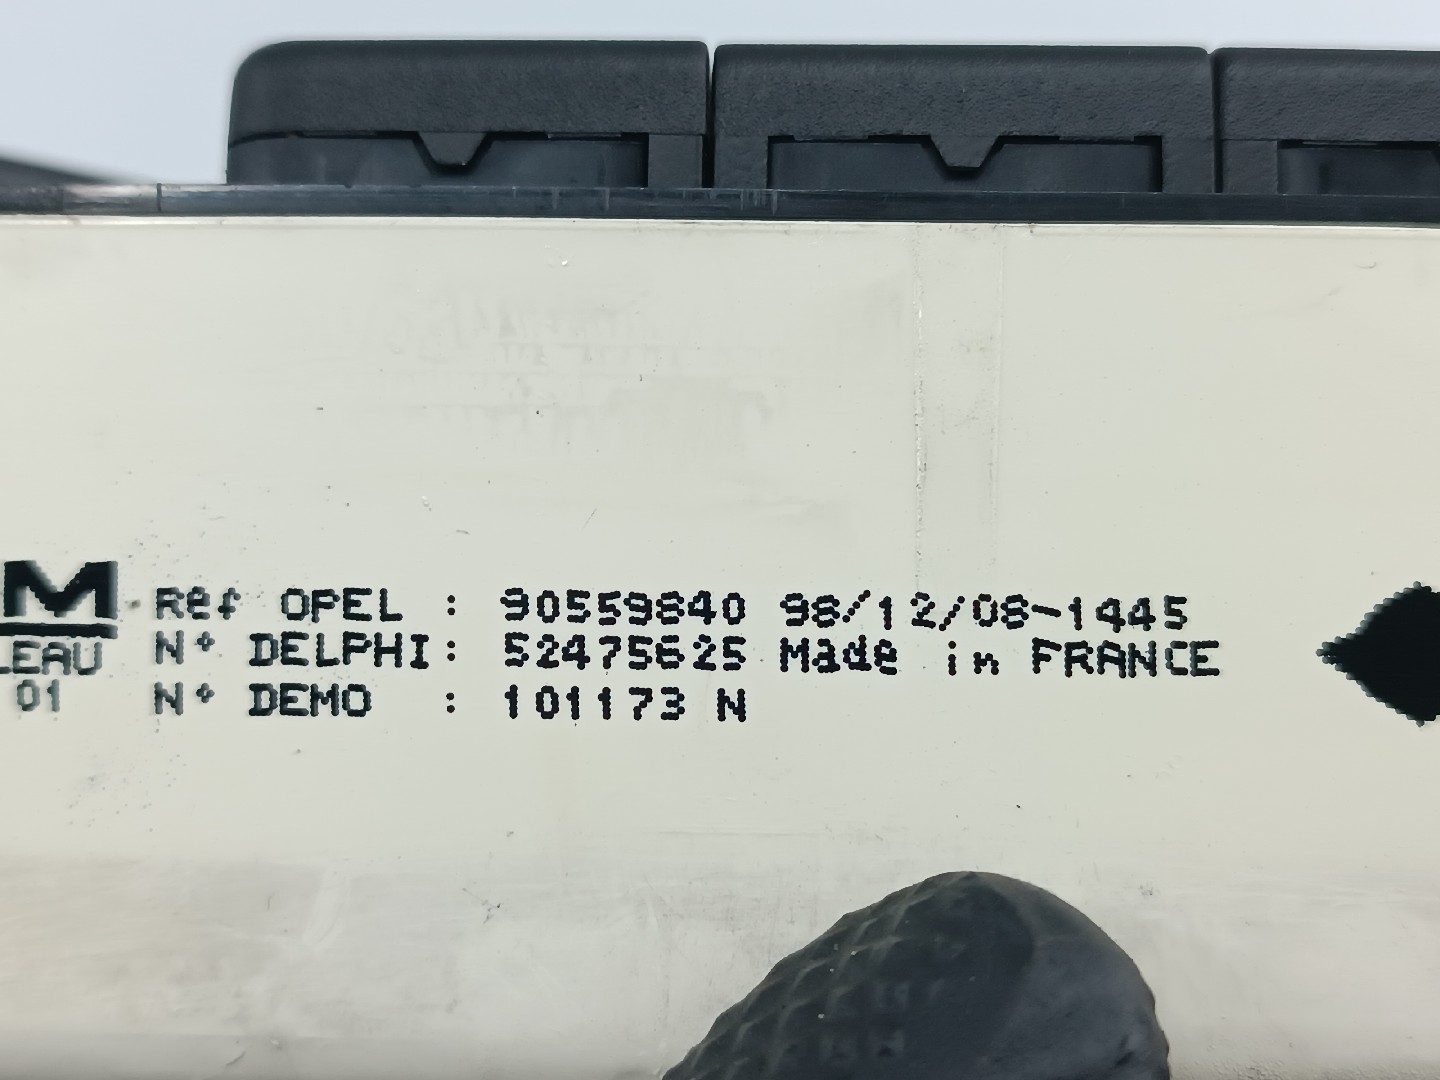 M Ref OPEL : 90559840 98/12/08-1445
LEAU N° DELPHI: 52475625 Made in FRANCE
01 N° DEMO : 101173 N